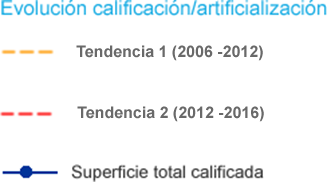 Evolución calificación/artificialización
Tendencia 1 (2006 -2012)
Tendencia 2 (2012 -2016)
Superficie total calificada